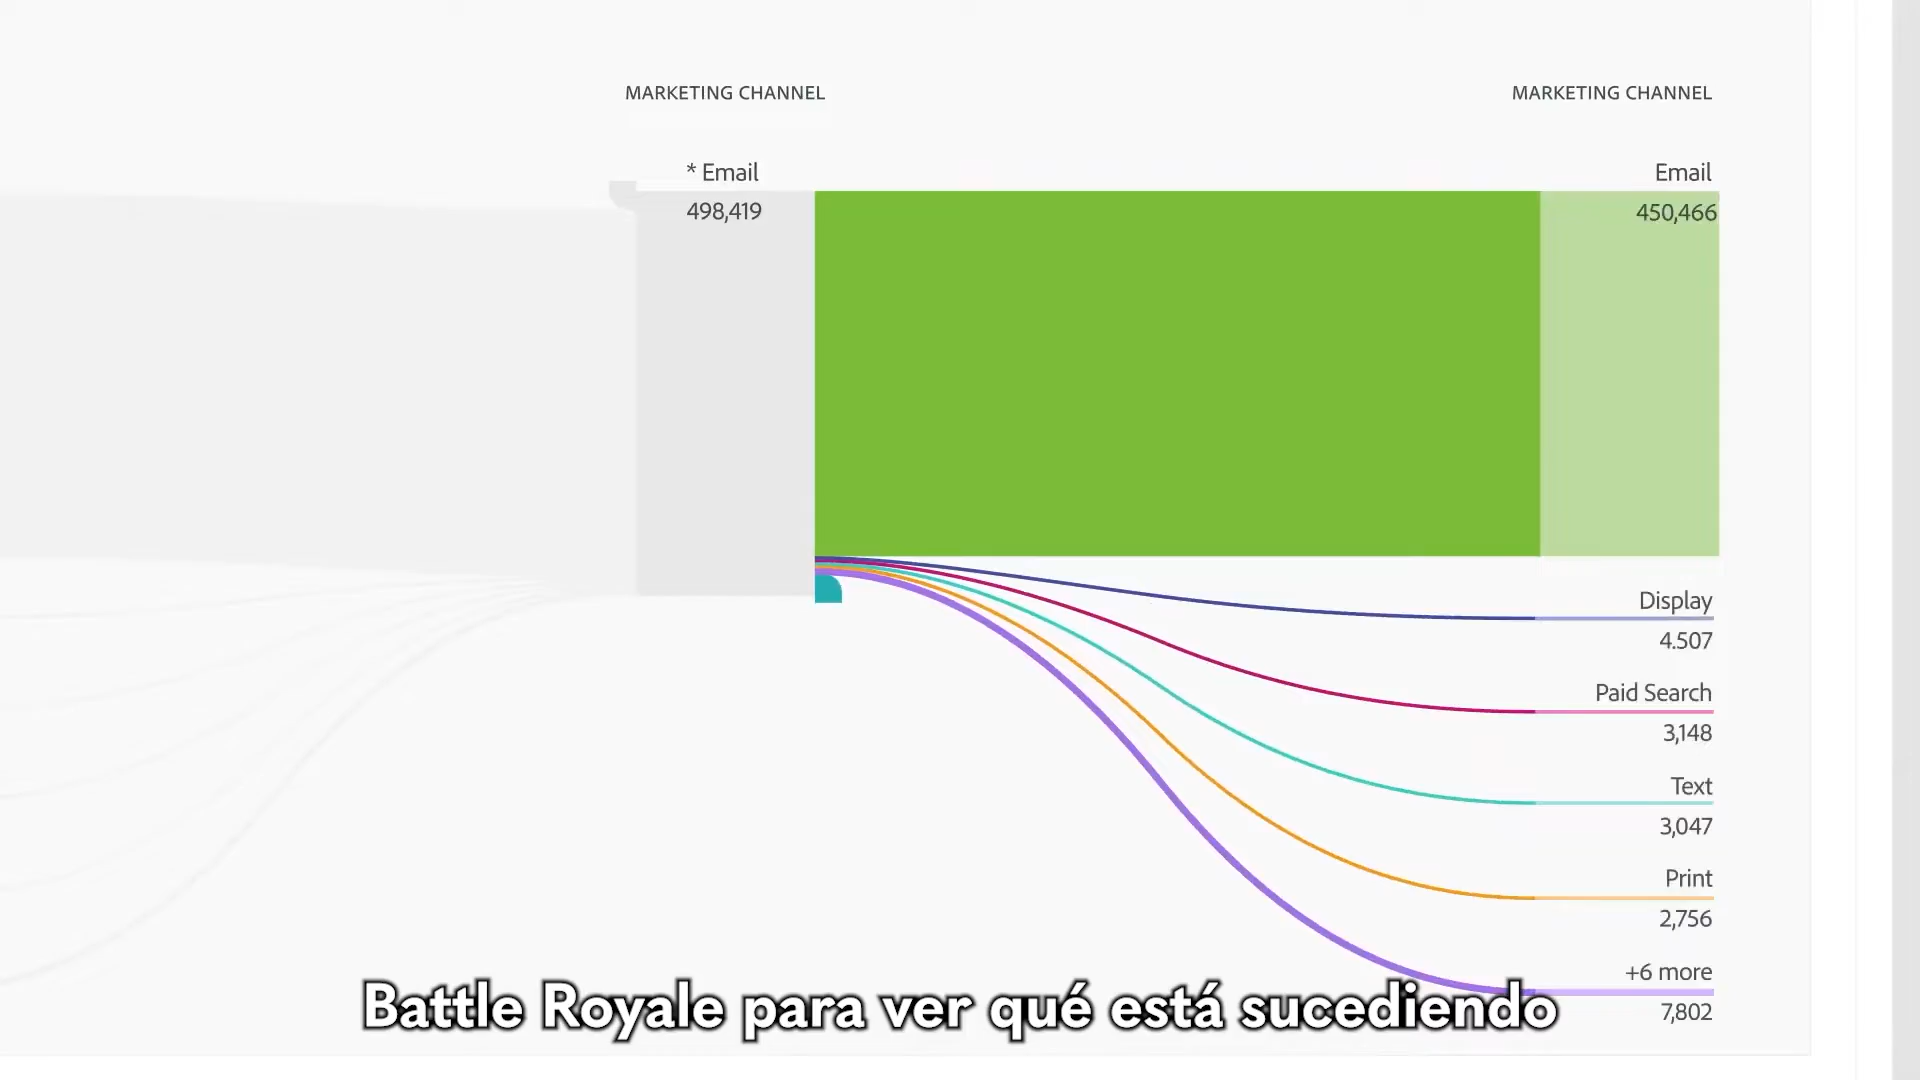 MARKETING CHANNEL
MARKETING CHANNEL
* Email
498,419
Email
450,466
Display
4.507
Paid Search
3,148
Text
3,047
Print
2,756
+6 more
7,802
Battle Royale para ver qué está sucediendo